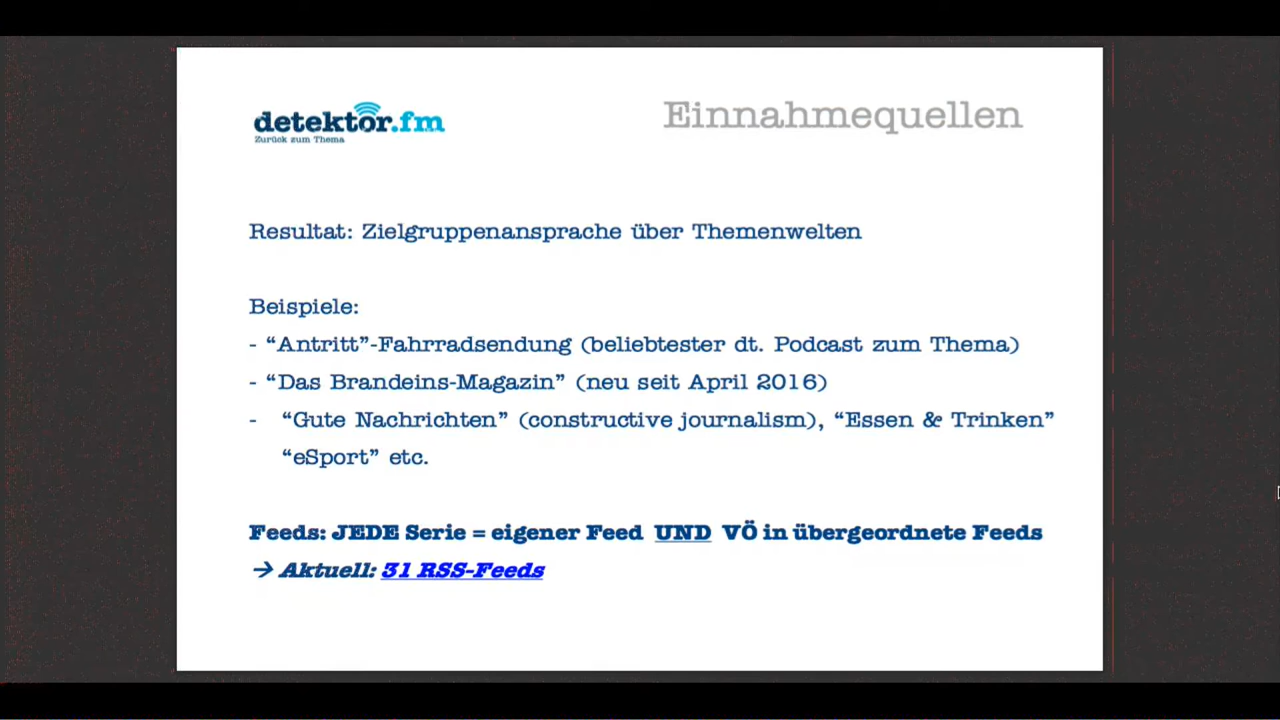 detektor.fm
Zurück zum Thema
Einnahmequellen
Resultat: Zielgruppenansprache über Themenwelten
Beispiele:
- “Antritt”-Fahrradsendung (beliebtester dt. Podcast zum Thema)
- “Das Brandeins-Magazin” (neu seit April 2016)
- “Gute Nachrichten” (constructive journalism), “Essen & Trinken”
“eSport” etc.
Feeds: JEDE Serie = eigener Feed UND VÖ in übergeordnete Feeds
→ Aktuell: 31 RSS-Feeds